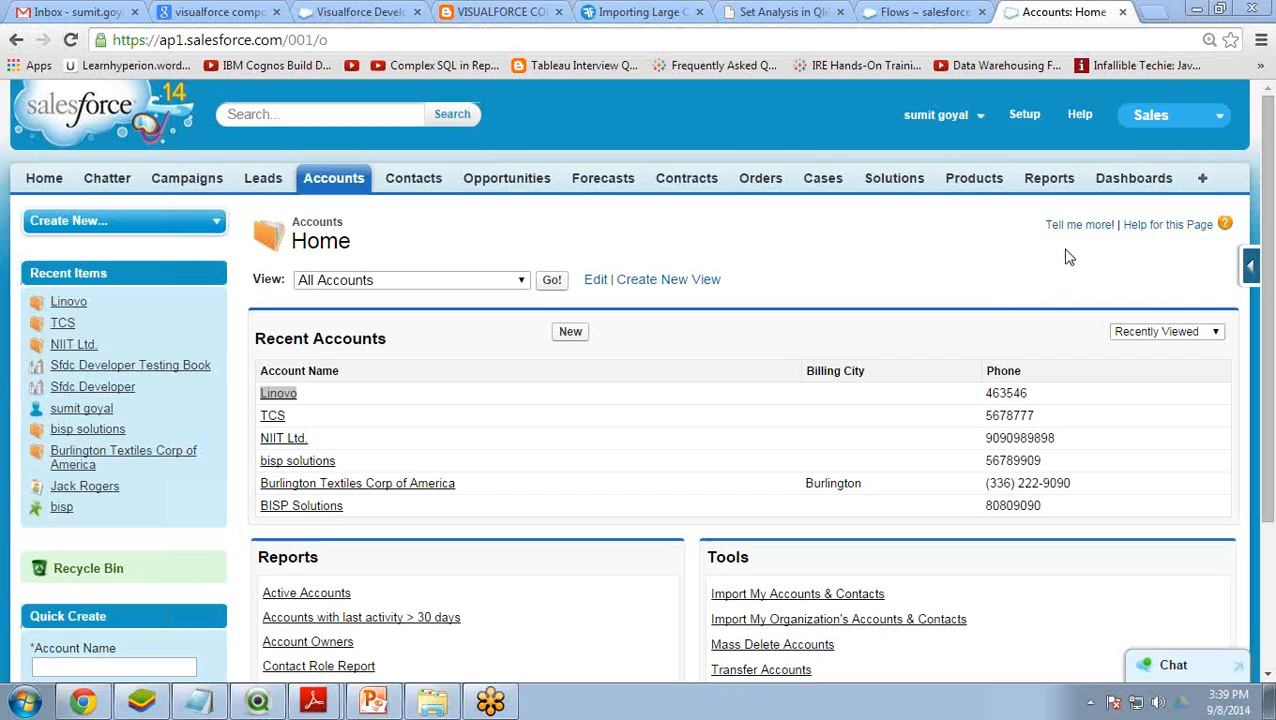 Inbox - sumit.goy
visualforce compo
Visualforce Devel
VISUALFORCE CO
Importing Large C
Set Analysis in Qlik
Flows ~ salesforce
Accounts: Home
https://ap1.salesforce.com/001/o
Apps
Learnhyperion.word...
IBM Cognos Build D...
Complex SQL in Rep...
Tableau Interview Q...
Frequently Asked Q...
IRE Hands-On Traini...
Data Warehousing F...
Infallible Techie: Jav...
»
salesforce
14
Search...
Search
sumit goyal
Setup
Help
Sales
Home
Chatter
Campaigns
Leads
Accounts
Contacts
Opportunities
Forecasts
Contracts
Orders
Cases
Solutions
Products
Reports
Dashboards
+
Create New...
Recent Items
Linovo
TCS
NIIT Ltd.
Sfdc Developer Testing Book
Sfdc Developer
sumit goyal
bisp solutions
Burlington Textiles Corp of
America
Jack Rogers
bisp
Recycle Bin
Quick Create
*Account Name
Accounts
Home
Tell me more! | Help for this Page
View: All Accounts Go! Edit | Create New View
Recent Accounts
New
Recently Viewed
Account Name Billing City Phone
Linovo 463546
TCS 5678777
NIIT Ltd. 9090989898
bisp solutions 56789909
Burlington Textiles Corp of America Burlington (336) 222-9090
BISP Solutions 80809090
Reports
Active Accounts
Accounts with last activity > 30 days
Account Owners
Contact Role Report
Tools
Import My Accounts & Contacts
Import My Organization's Accounts & Contacts
Mass Delete Accounts
Transfer Accounts
Chat
3:39 PM
9/8/2014